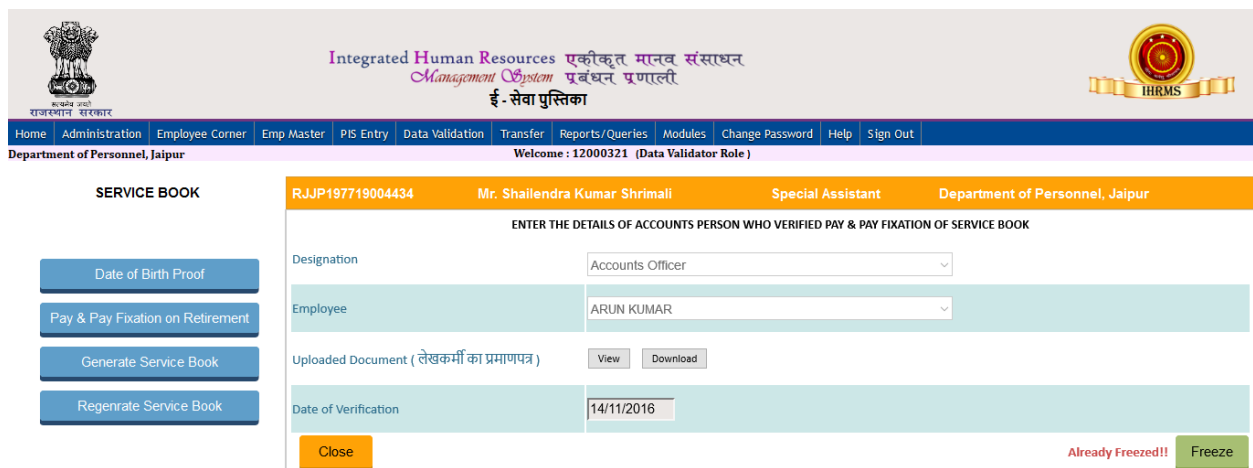 Integrated Human Resources एकीकृत मानव संसाधन
Management System प्रबंधन प्रणाली
ई - सेवा पुस्तिका
सत्यमेव जयते
राजस्थान सरकार
IHRMS
Home Administration Employee Corner Emp Master PIS Entry Data Validation Transfer Reports/Queries Modules Change Password Help Sign Out
Department of Personnel, Jaipur Welcome : 12000321 (Data Validator Role )
SERVICE BOOK
Date of Birth Proof
Pay & Pay Fixation on Retirement
Generate Service Book
Regenrate Service Book
RJJP197719004434 Mr. Shailendra Kumar Shrimali Special Assistant Department of Personnel, Jaipur
ENTER THE DETAILS OF ACCOUNTS PERSON WHO VERIFIED PAY & PAY FIXATION OF SERVICE BOOK
Designation Accounts Officer
Employee ARUN KUMAR
Uploaded Document ( लेखकर्मी का प्रमाणपत्र ) View Download
Date of Verification 14/11/2016
Close Already Freezed!! Freeze